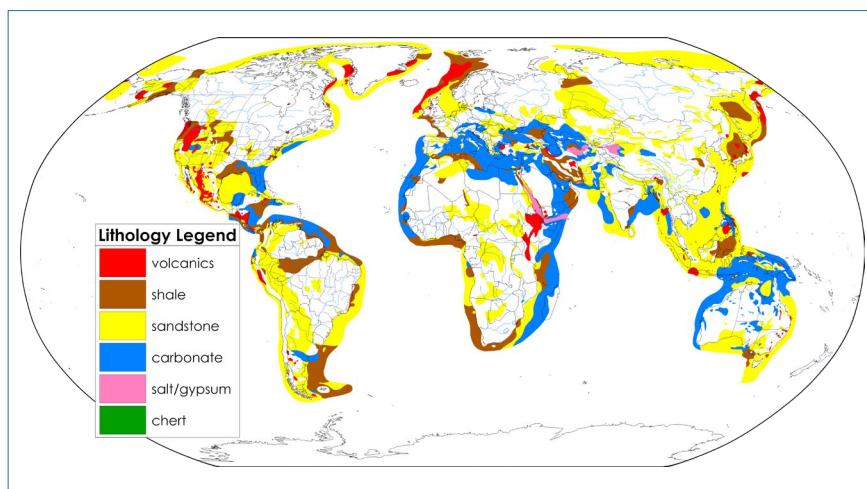 Lithology Legend
volcanics
shale
sandstone
carbonate
salt/gypsum
chert